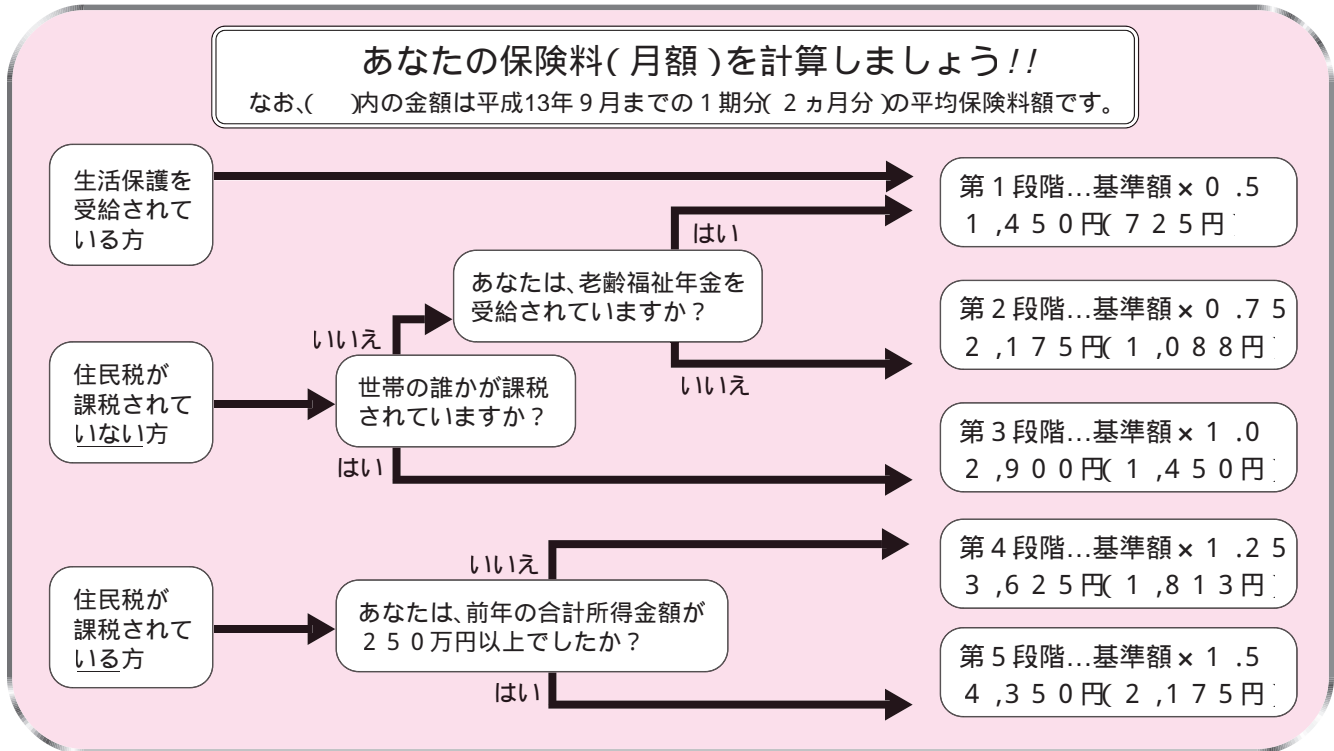 あなたの保険料(月額)を計算しましょう!!
なお、(　　)内の金額は平成13年9月までの1期分(2ヵ月分)の平均保険料額です。
生活保護を
受給されて
いる方
第1段階…基準額×0.5
1,450円(725円)
はい
あなたは、老齢福祉年金を
受給されていますか？
第2段階…基準額×0.75
2,175円(1,088円)
いいえ
いいえ
住民税が
課税されて
いない方
世帯の誰かが課税
されていますか？
はい
第3段階…基準額×1.0
2,900円(1,450円)
いいえ
第4段階…基準額×1.25
3,625円(1,813円)
住民税が
課税されて
いる方
あなたは、前年の合計所得金額が
250万円以上でしたか？
はい
第5段階…基準額×1.5
4,350円(2,175円)